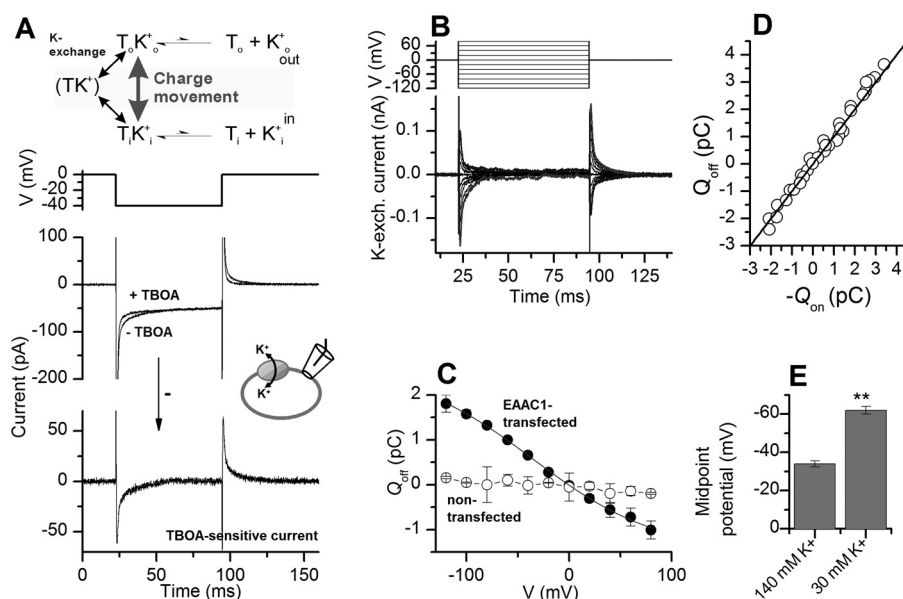 A
K-
exchange
TₒK⁺ₒ
Tₒ + K⁺ₒ
out
(TK⁺)
Charge
movement
TᵢK⁺ᵢ
Tᵢ + K⁺ᵢ
in
V (mV)
0
-20
-40
100
50
0
-50
-100
200
+ TBOA
- TBOA
-
K⁺
K⁺
Current (pA)
50
0
-50
TBOA-sensitive current
0
50
100
150
Time (ms)
B
V (mV)
60
0
-60
-120
K-exch. current (nA)
0.1
0.0
-0.1
25
50
75
100
125
Time (ms)
C
EAAC1-
transfected
non-
transfected
Q_off (pC)
2
1
0
-1
-100
0
100
V (mV)
D
Q_off (pC)
5
4
3
2
1
0
-1
-2
-3
-3
-2
-1
0
1
2
3
4
-Q_on (pC)
E
**
Midpoint
potential (mV)
-60
-40
-20
0
140 mM K+
30 mM K+